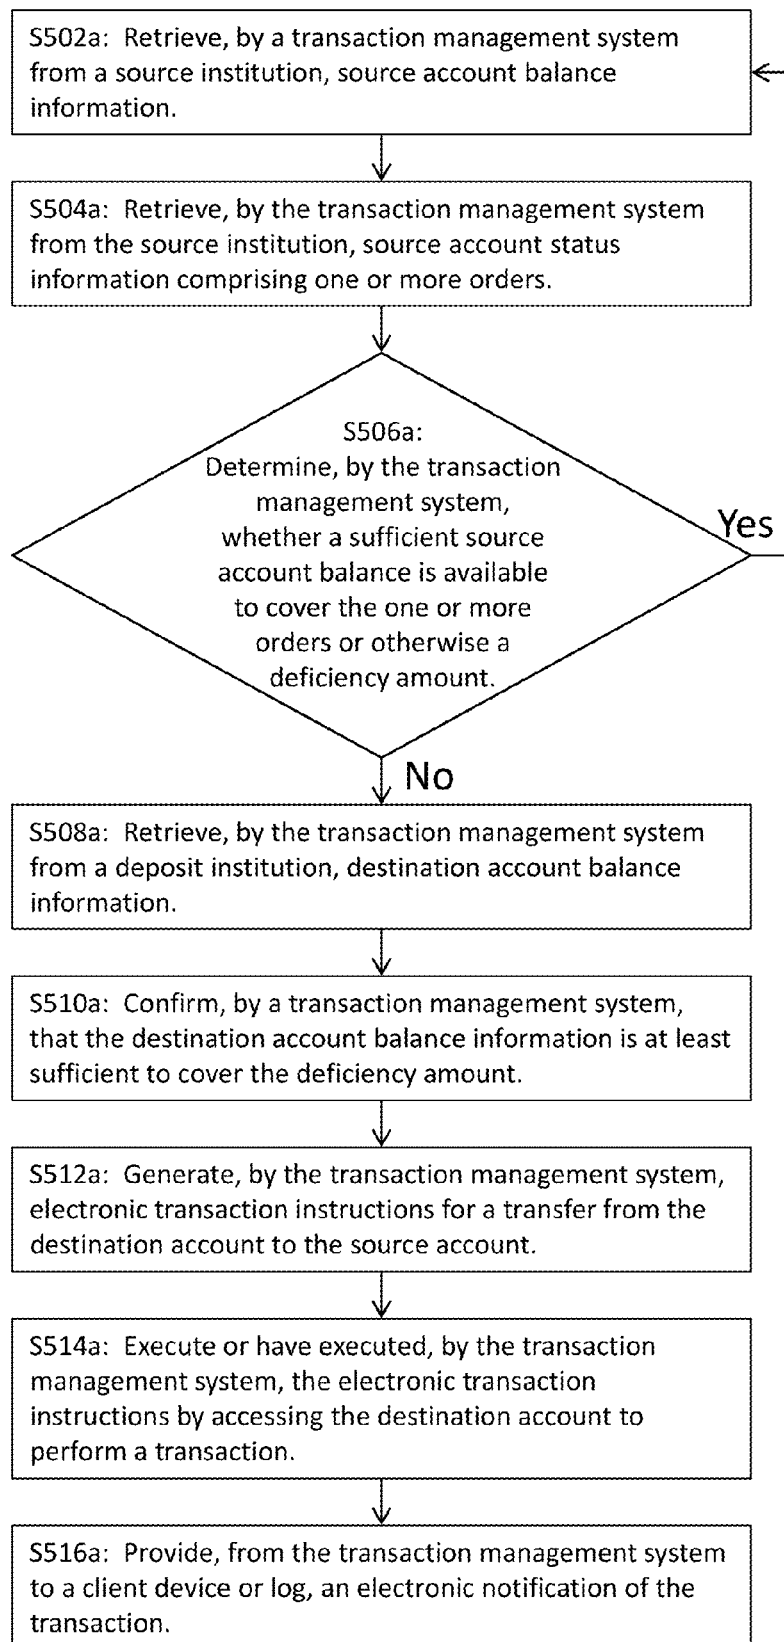 S502a: Retrieve, by a transaction management system
from a source institution, source account balance
information.
S504a: Retrieve, by the transaction management system
from the source institution, source account status
information comprising one or more orders.
S506a:
Determine, by the transaction
management system,
whether a sufficient source
account balance is available
to cover the one or more
orders or otherwise a
deficiency amount.
Yes
No
S508a: Retrieve, by the transaction management system
from a deposit institution, destination account balance
information.
S510a: Confirm, by a transaction management system,
that the destination account balance information is at least
sufficient to cover the deficiency amount.
S512a: Generate, by the transaction management system,
electronic transaction instructions for a transfer from the
destination account to the source account.
S514a: Execute or have executed, by the transaction
management system, the electronic transaction
instructions by accessing the destination account to
perform a transaction.
S516a: Provide, from the transaction management system
to a client device or log, an electronic notification of the
transaction.